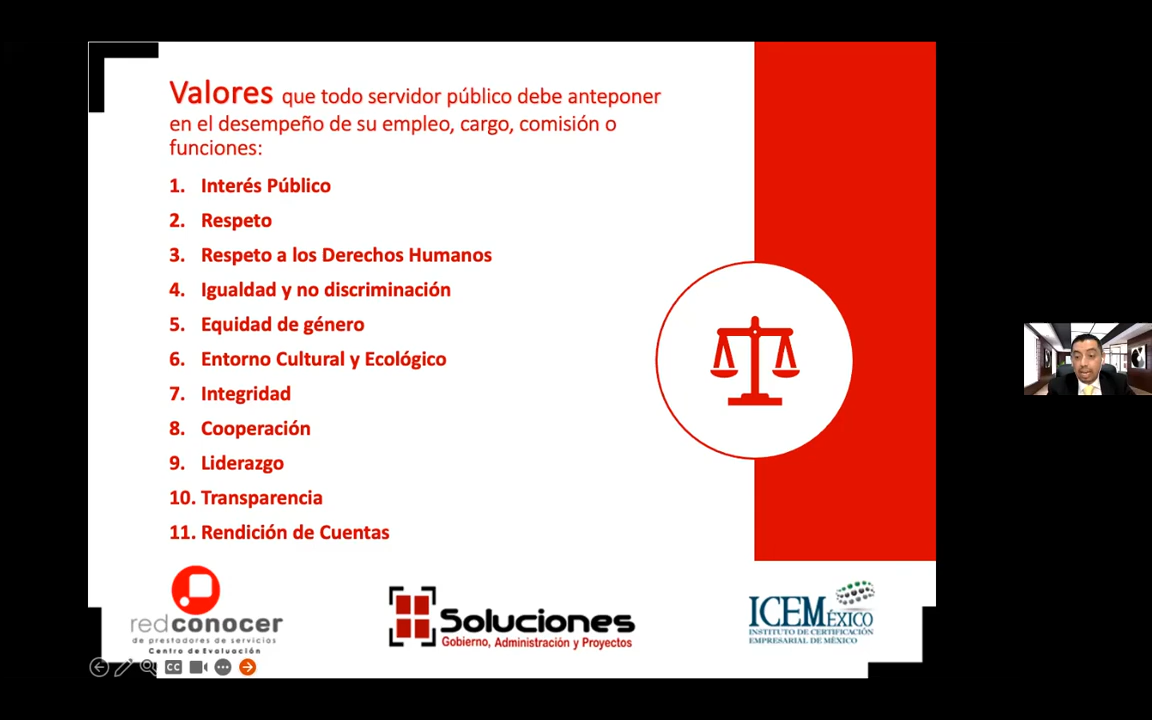 Valores que todo servidor público debe anteponer
en el desempeño de su empleo, cargo, comisión o
funciones:
1. Interés Público
2. Respeto
3. Respeto a los Derechos Humanos
4. Igualdad y no discriminación
5. Equidad de género
6. Entorno Cultural y Ecológico
7. Integridad
8. Cooperación
9. Liderazgo
10. Transparencia
11. Rendición de Cuentas
redconocer
de prestadores de servicios
Centro de Evaluación
Soluciones
Gobierno, Administración y Proyectos
ICEMÉXICO
INSTITUTO DE CERTIFICACIÓN
EMPRESARIAL DE MÉXICO
CC